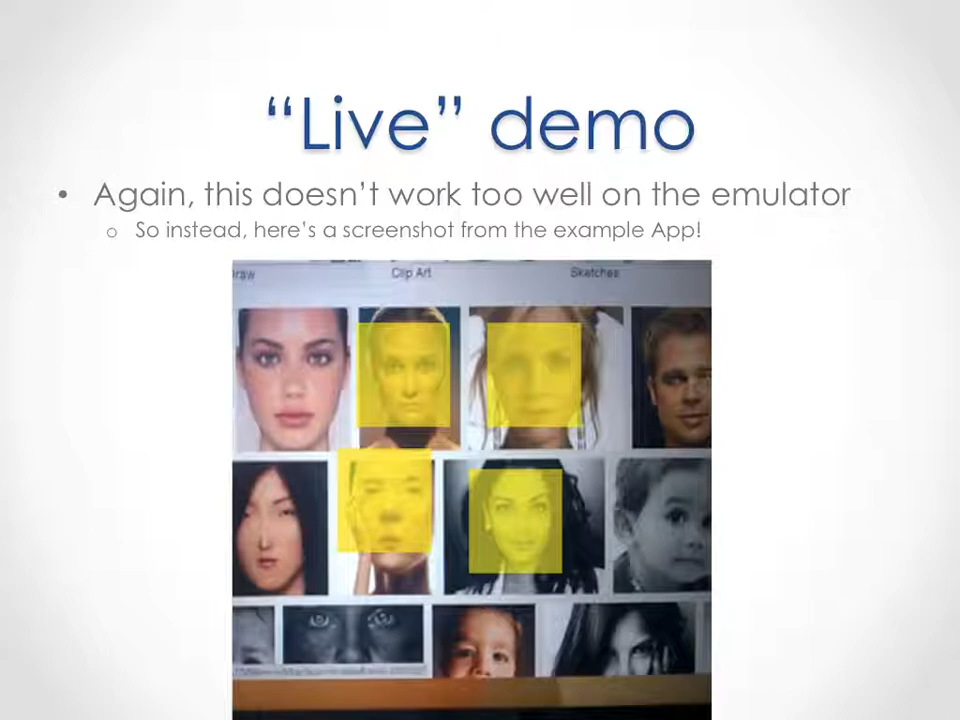 “Live” demo
• Again, this doesn’t work too well on the emulator
o So instead, here’s a screenshot from the example App!
Clip Art
Sketches